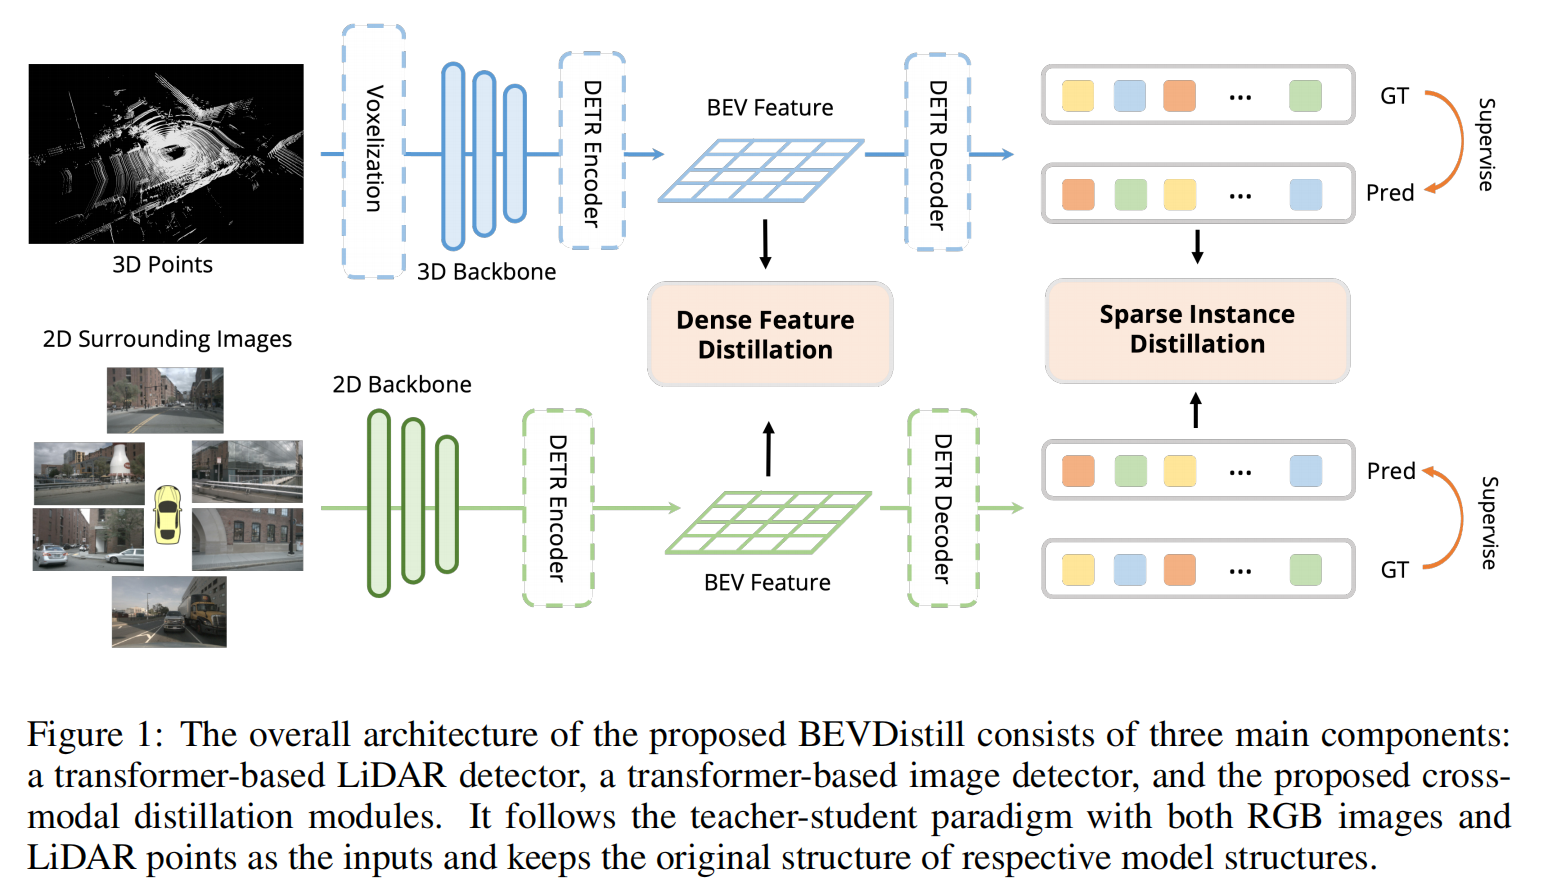 3D Points
Voxelization
3D Backbone
DETR Encoder
BEV Feature
DETR Decoder
...
GT
...
Pred
Supervise
Dense Feature
Distillation
Sparse Instance
Distillation
2D Surrounding Images
2D Backbone
DETR Encoder
BEV Feature
DETR Decoder
...
Pred
...
GT
Supervise
Figure 1: The overall architecture of the proposed BEVDistill consists of three main components:
a transformer-based LiDAR detector, a transformer-based image detector, and the proposed cross-
modal distillation modules. It follows the teacher-student paradigm with both RGB images and
LiDAR points as the inputs and keeps the original structure of respective model structures.